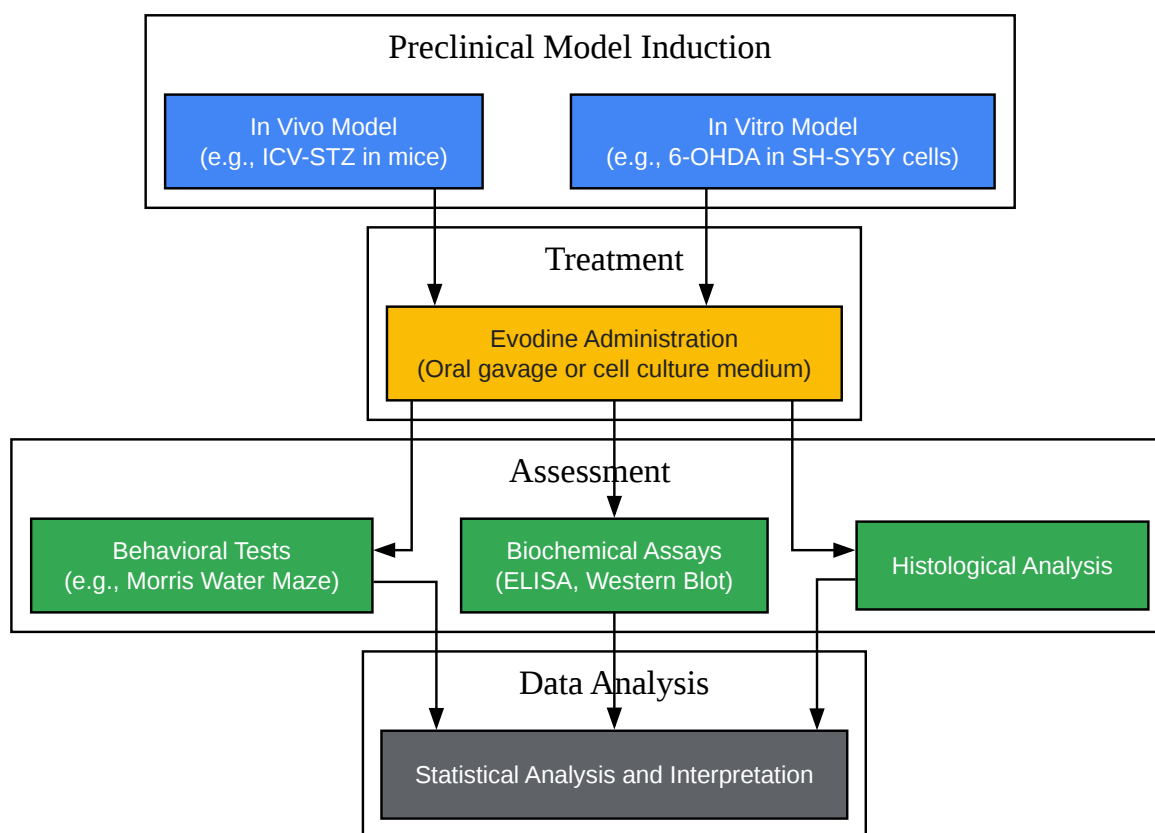 Preclinical Model Induction
In Vivo Model
(e.g., ICV-STZ in mice)
In Vitro Model
(e.g., 6-OHDA in SH-SY5Y cells)
Treatment
Evodine Administration
(Oral gavage or cell culture medium)
Assessment
Behavioral Tests
(e.g., Morris Water Maze)
Biochemical Assays
(ELISA, Western Blot)
Histological Analysis
Data Analysis
Statistical Analysis and Interpretation